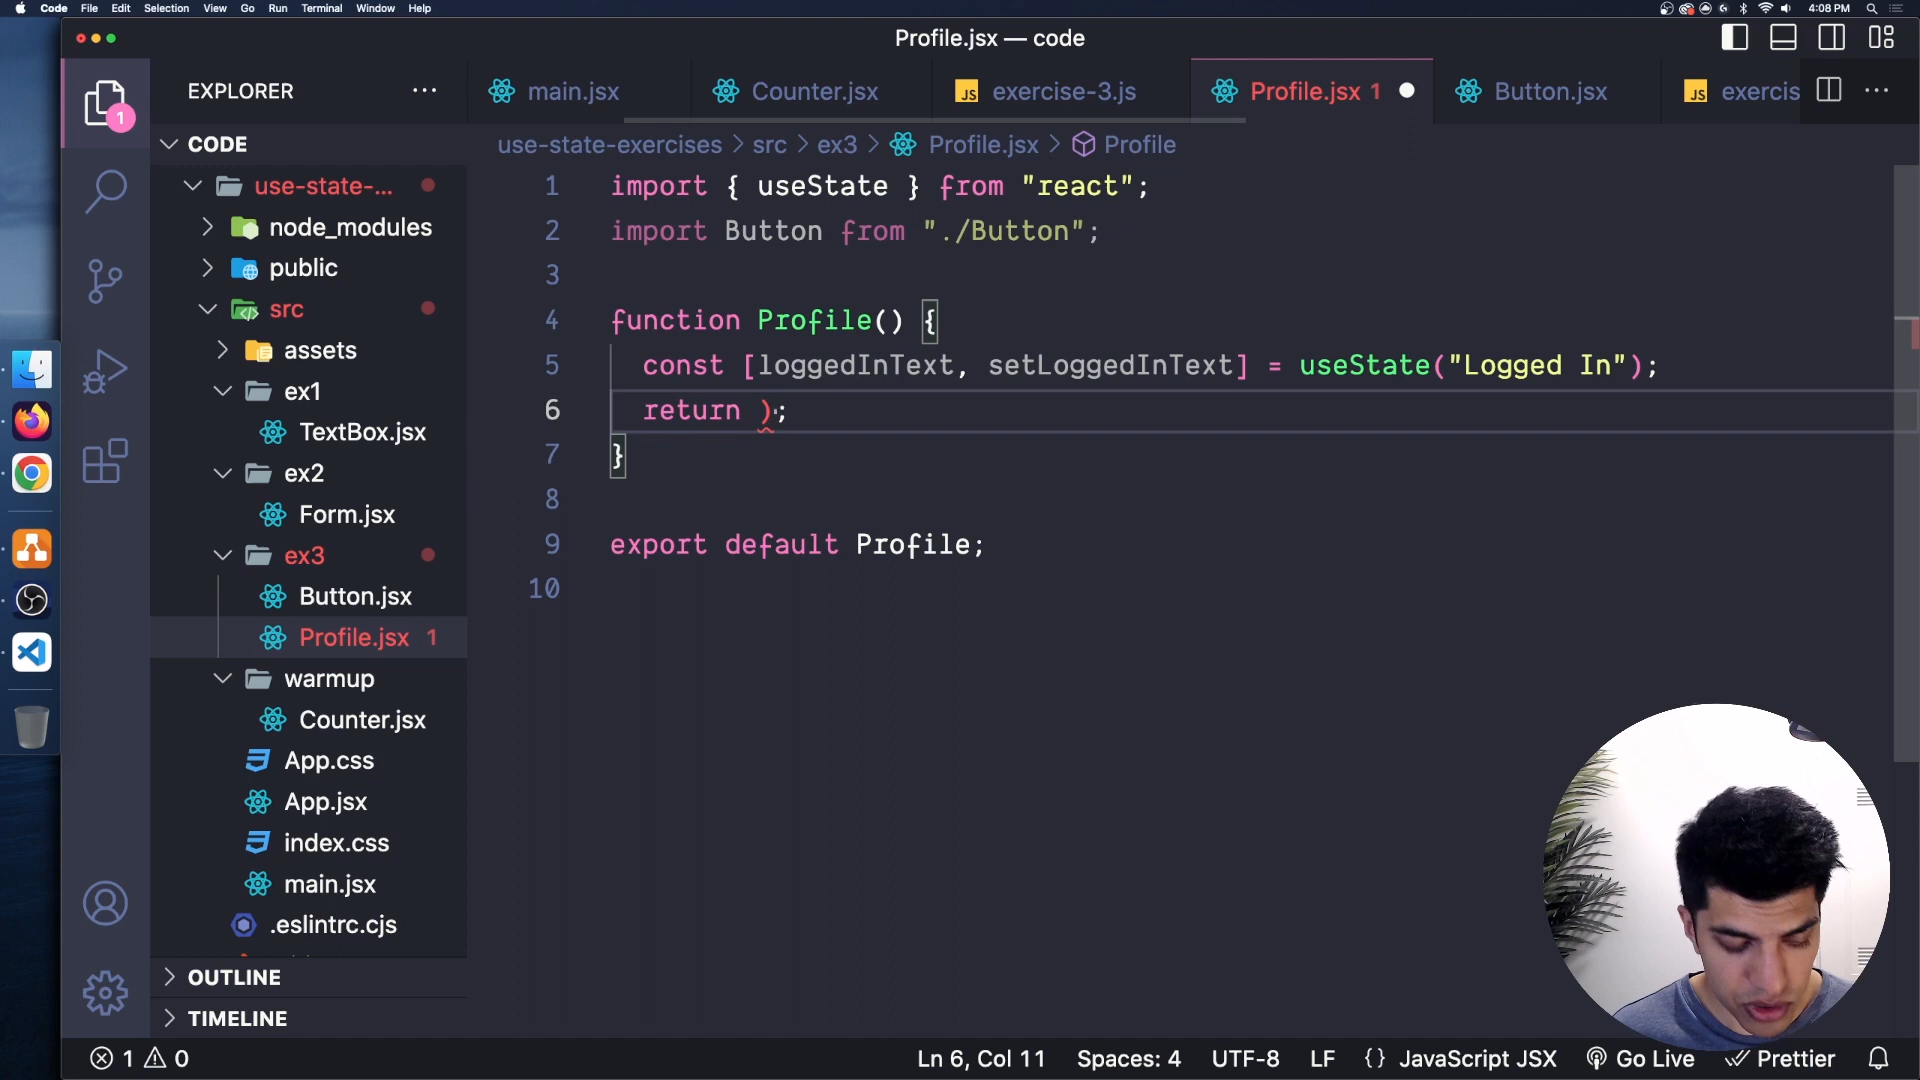 Code File Edit Selection View Go Run Terminal Window Help
4:08 PM
Profile.jsx — code
1
EXPLORER
main.jsx
Counter.jsx
JS exercise-3.js
Profile.jsx 1
Button.jsx
JS exercis
CODE
use-state-...
node_modules
public
src
assets
ex1
TextBox.jsx
ex2
Form.jsx
ex3
Button.jsx
Profile.jsx 1
warmup
Counter.jsx
App.css
App.jsx
index.css
main.jsx
.eslintrc.cjs
OUTLINE
TIMELINE
use-state-exercises > src > ex3 > Profile.jsx > Profile
1 import { useState } from "react";
2 import Button from "./Button";
3
4 function Profile() {
5 const [loggedInText, setLoggedInText] = useState("Logged In");
6 return );
7 }
8
9 export default Profile;
10
1 0
Ln 6, Col 11
Spaces: 4
UTF-8
LF
{ } JavaScript JSX
Go Live
Prettier